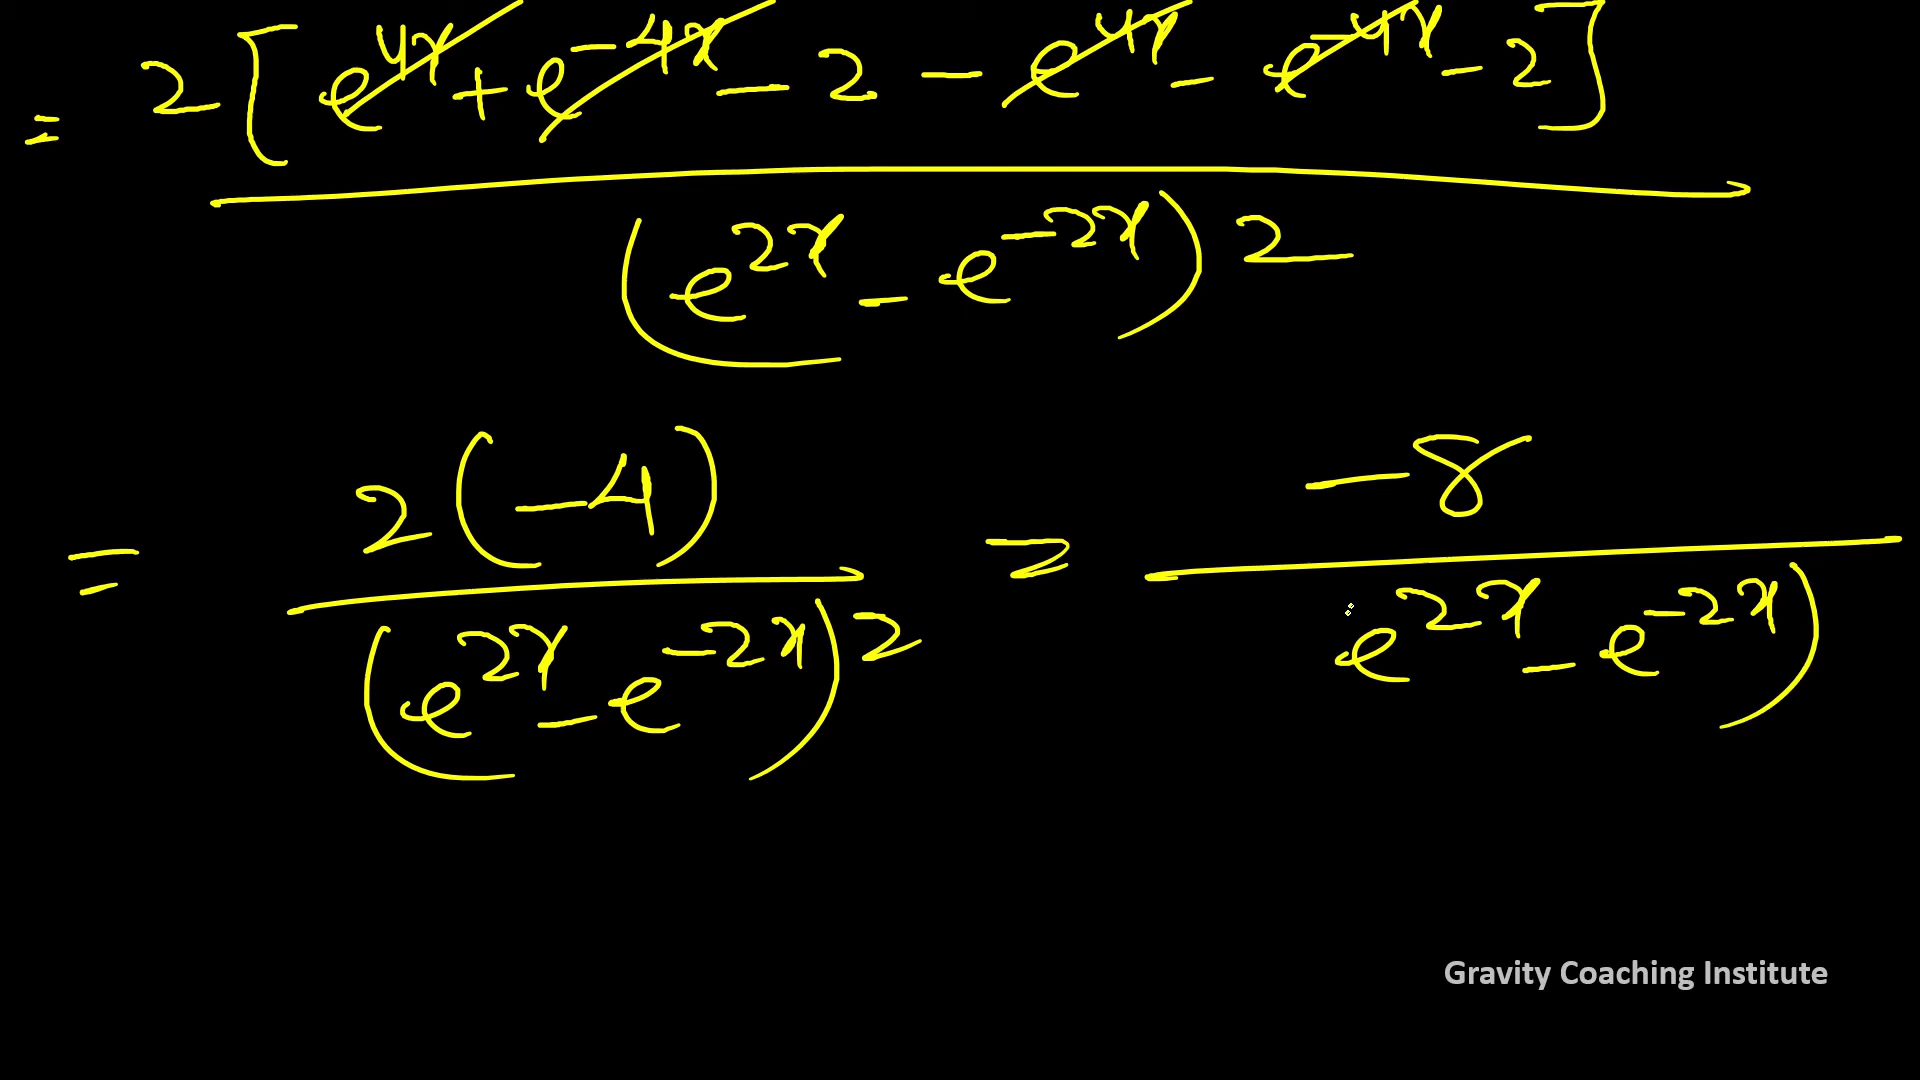 = 2[e^{4x} + e^{-4x} - 2 - e^{4x} - e^{-4x} - 2]
(e^{2x} - e^{-2x})^2
= 2(-4) = -8
(e^{2x} - e^{-2x})^2 e^{2x} - e^{-2x})
Gravity Coaching Institute